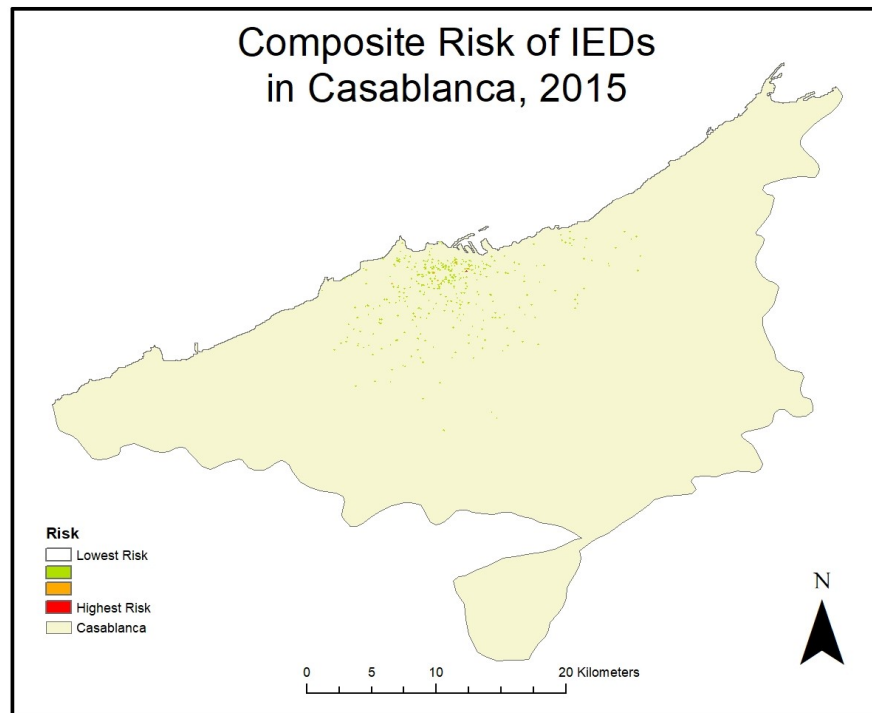 Composite Risk of IEDs
in Casablanca, 2015
Risk
Lowest Risk
Highest Risk
Casablanca
N
0 5 10 20 Kilometers